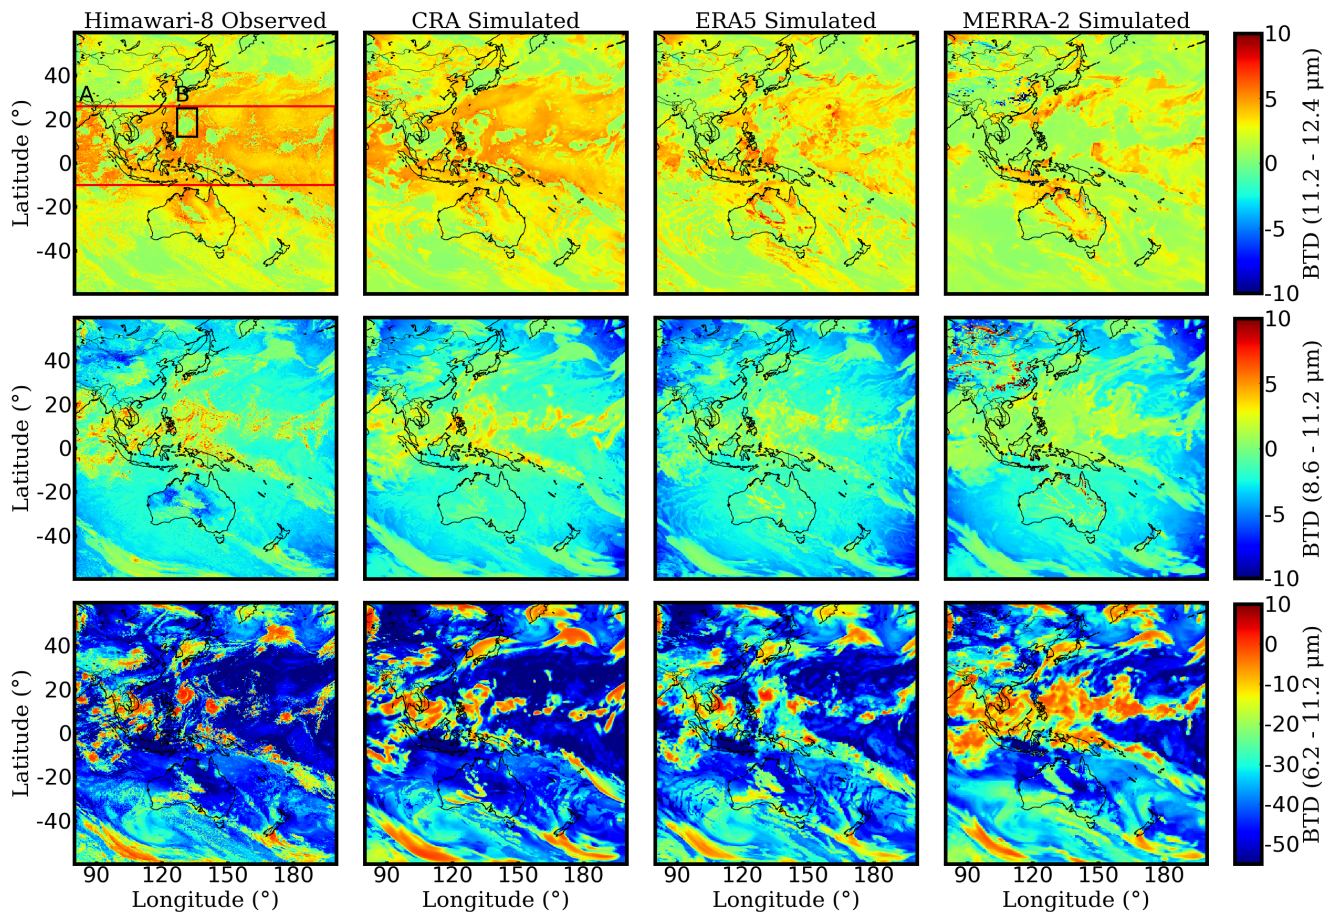 Himawari-8 Observed CRA Simulated ERA5 Simulated MERRA-2 Simulated
Latitude (°)
40
20
0
-20
-40
A
B
10
5
0
-5
-10
BTD (11.2 - 12.4 μm)
Latitude (°)
40
20
0
-20
-40
10
5
0
-5
-10
BTD (8.6 - 11.2 μm)
Latitude (°)
40
20
0
-20
-40
10
0
-10
-20
-30
-40
-50
BTD (6.2 - 11.2 μm)
90 120 150 180 90 120 150 180 90 120 150 180 90 120 150 180
Longitude (°) Longitude (°) Longitude (°) Longitude (°)